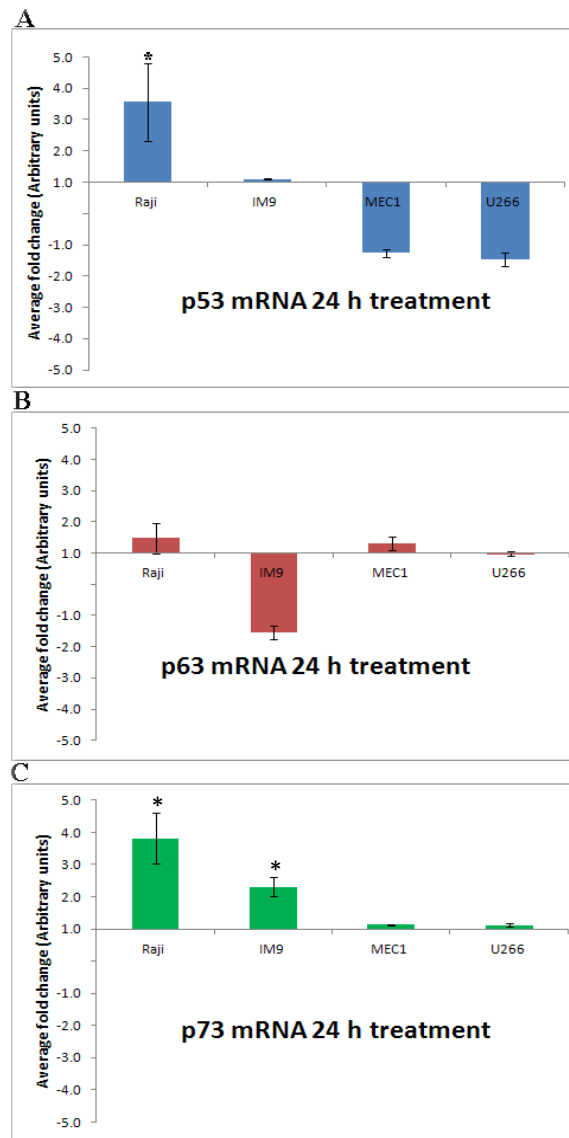 A
Average fold change (Arbitrary units)
5.0
4.0
3.0
2.0
1.0
-1.0
-2.0
-3.0
-4.0
-5.0
*
Raji IM9 MEC1 U266
p53 mRNA 24 h treatment
B
Average fold change (Arbitrary units)
5.0
4.0
3.0
2.0
1.0
-1.0
-2.0
-3.0
-4.0
-5.0
Raji IM9 MEC1 U266
p63 mRNA 24 h treatment
C
Average fold change (Arbitrary units)
5.0
4.0
3.0
2.0
1.0
-1.0
-2.0
-3.0
-4.0
-5.0
* *
Raji IM9 MEC1 U266
p73 mRNA 24 h treatment